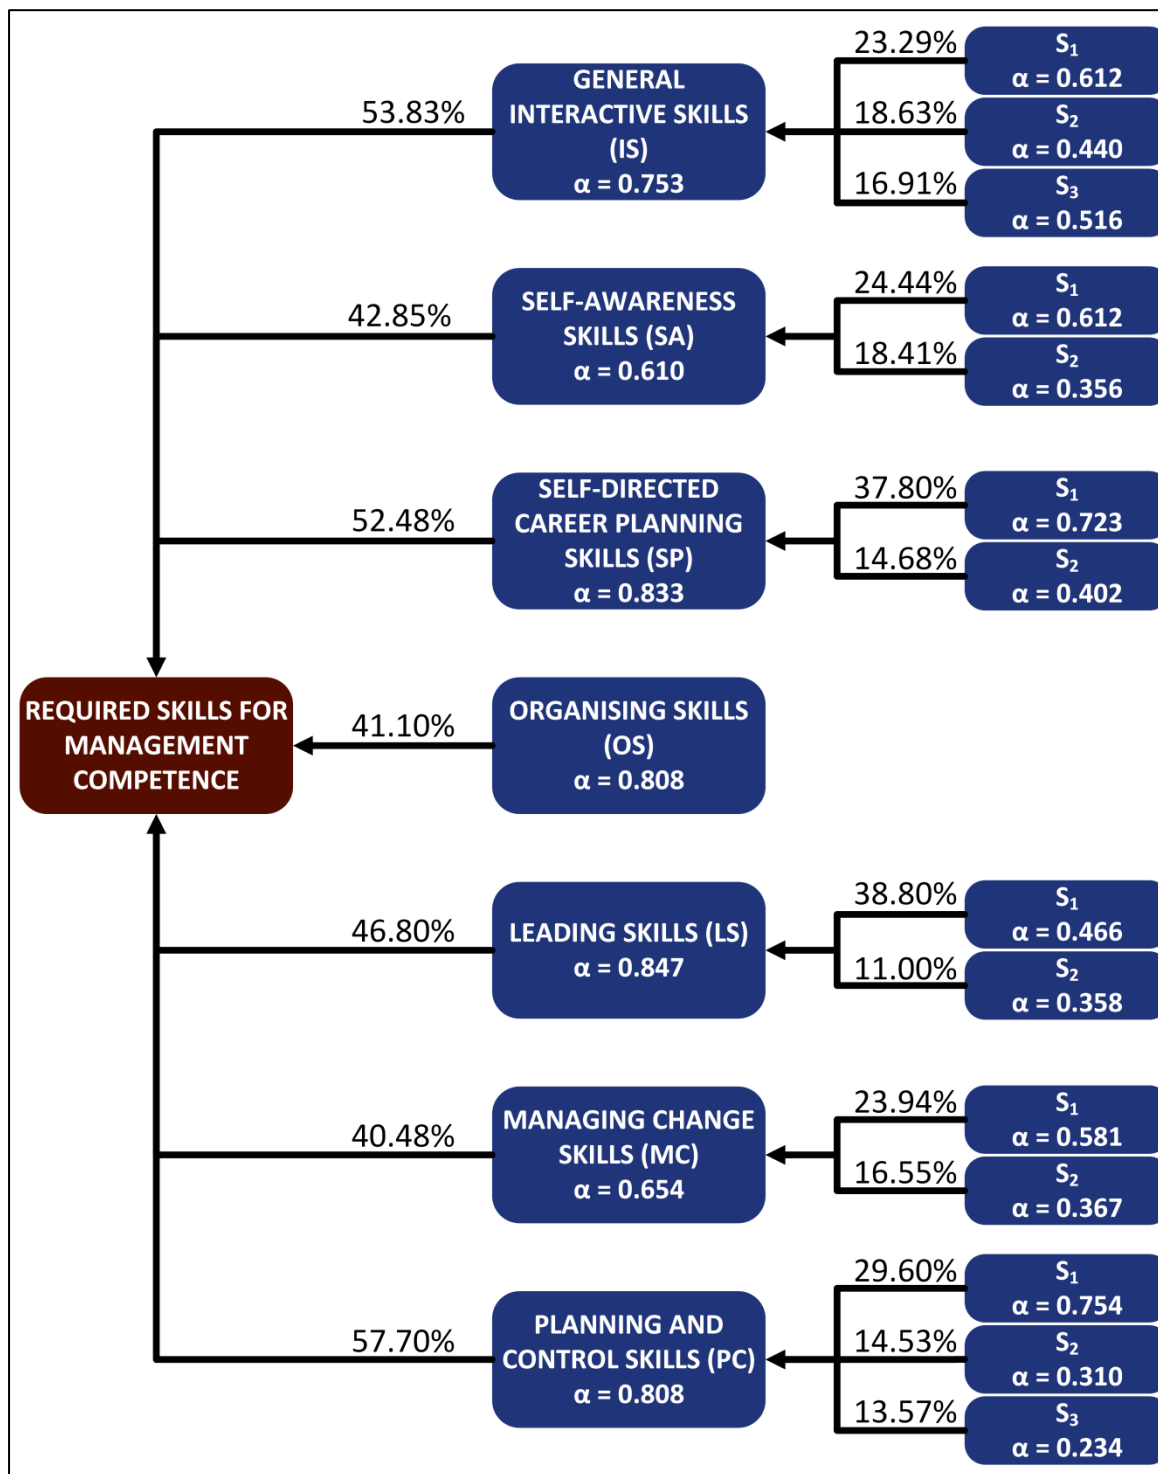 53.83%
GENERAL
INTERACTIVE SKILLS
(IS)
α = 0.753
23.29%
S₁
α = 0.612
18.63%
S₂
α = 0.440
16.91%
S₃
α = 0.516
42.85%
SELF-AWARENESS
SKILLS (SA)
α = 0.610
24.44%
S₁
α = 0.612
18.41%
S₂
α = 0.356
52.48%
SELF-DIRECTED
CAREER PLANNING
SKILLS (SP)
α = 0.833
37.80%
S₁
α = 0.723
14.68%
S₂
α = 0.402
REQUIRED SKILLS FOR
MANAGEMENT
COMPETENCE
41.10%
ORGANISING SKILLS
(OS)
α = 0.808
46.80%
LEADING SKILLS (LS)
α = 0.847
38.80%
S₁
α = 0.466
11.00%
S₂
α = 0.358
40.48%
MANAGING CHANGE
SKILLS (MC)
α = 0.654
23.94%
S₁
α = 0.581
16.55%
S₂
α = 0.367
57.70%
PLANNING AND
CONTROL SKILLS (PC)
α = 0.808
29.60%
S₁
α = 0.754
14.53%
S₂
α = 0.310
13.57%
S₃
α = 0.234